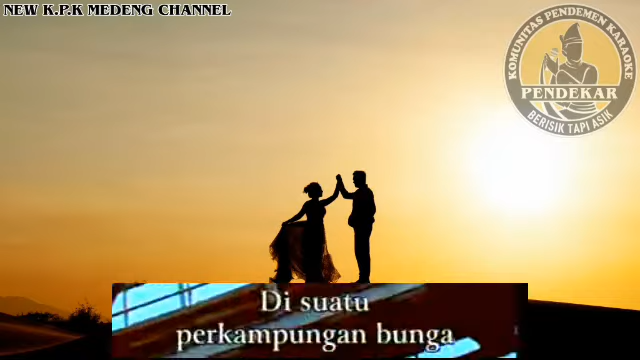 NEW K.P.K MEDENG CHANNEL
KOMUNITAS PENDEMEN KARAOKE
PENDEKAR
BERISIK TAPI ASIK
Di suatu
perkampungan bunga